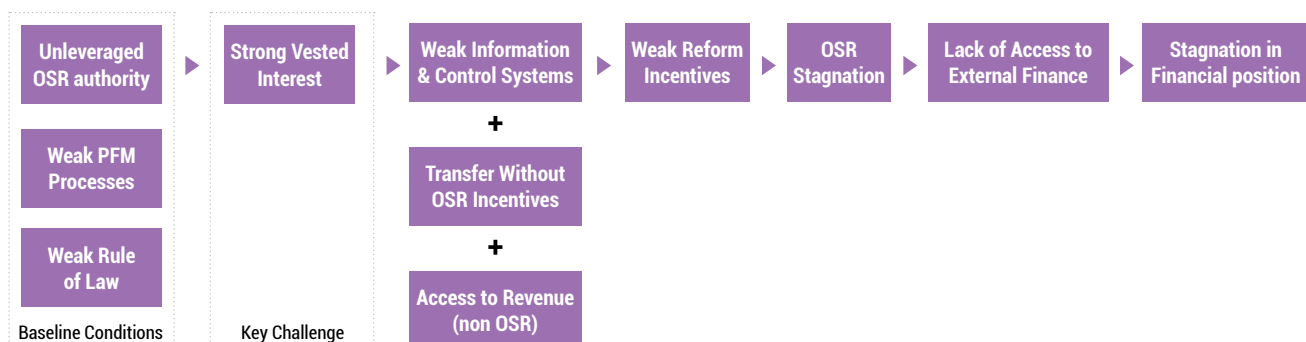 Unleveraged
OSR authority
Weak PFM
Processes
Weak Rule
of Law
Baseline Conditions
Strong Vested
Interest
Key Challenge
Weak Information
& Control Systems
+
Transfer Without
OSR Incentives
+
Access to Revenue
(non OSR)
Weak Reform
Incentives
OSR
Stagnation
Lack of Access to
External Finance
Stagnation in
Financial position